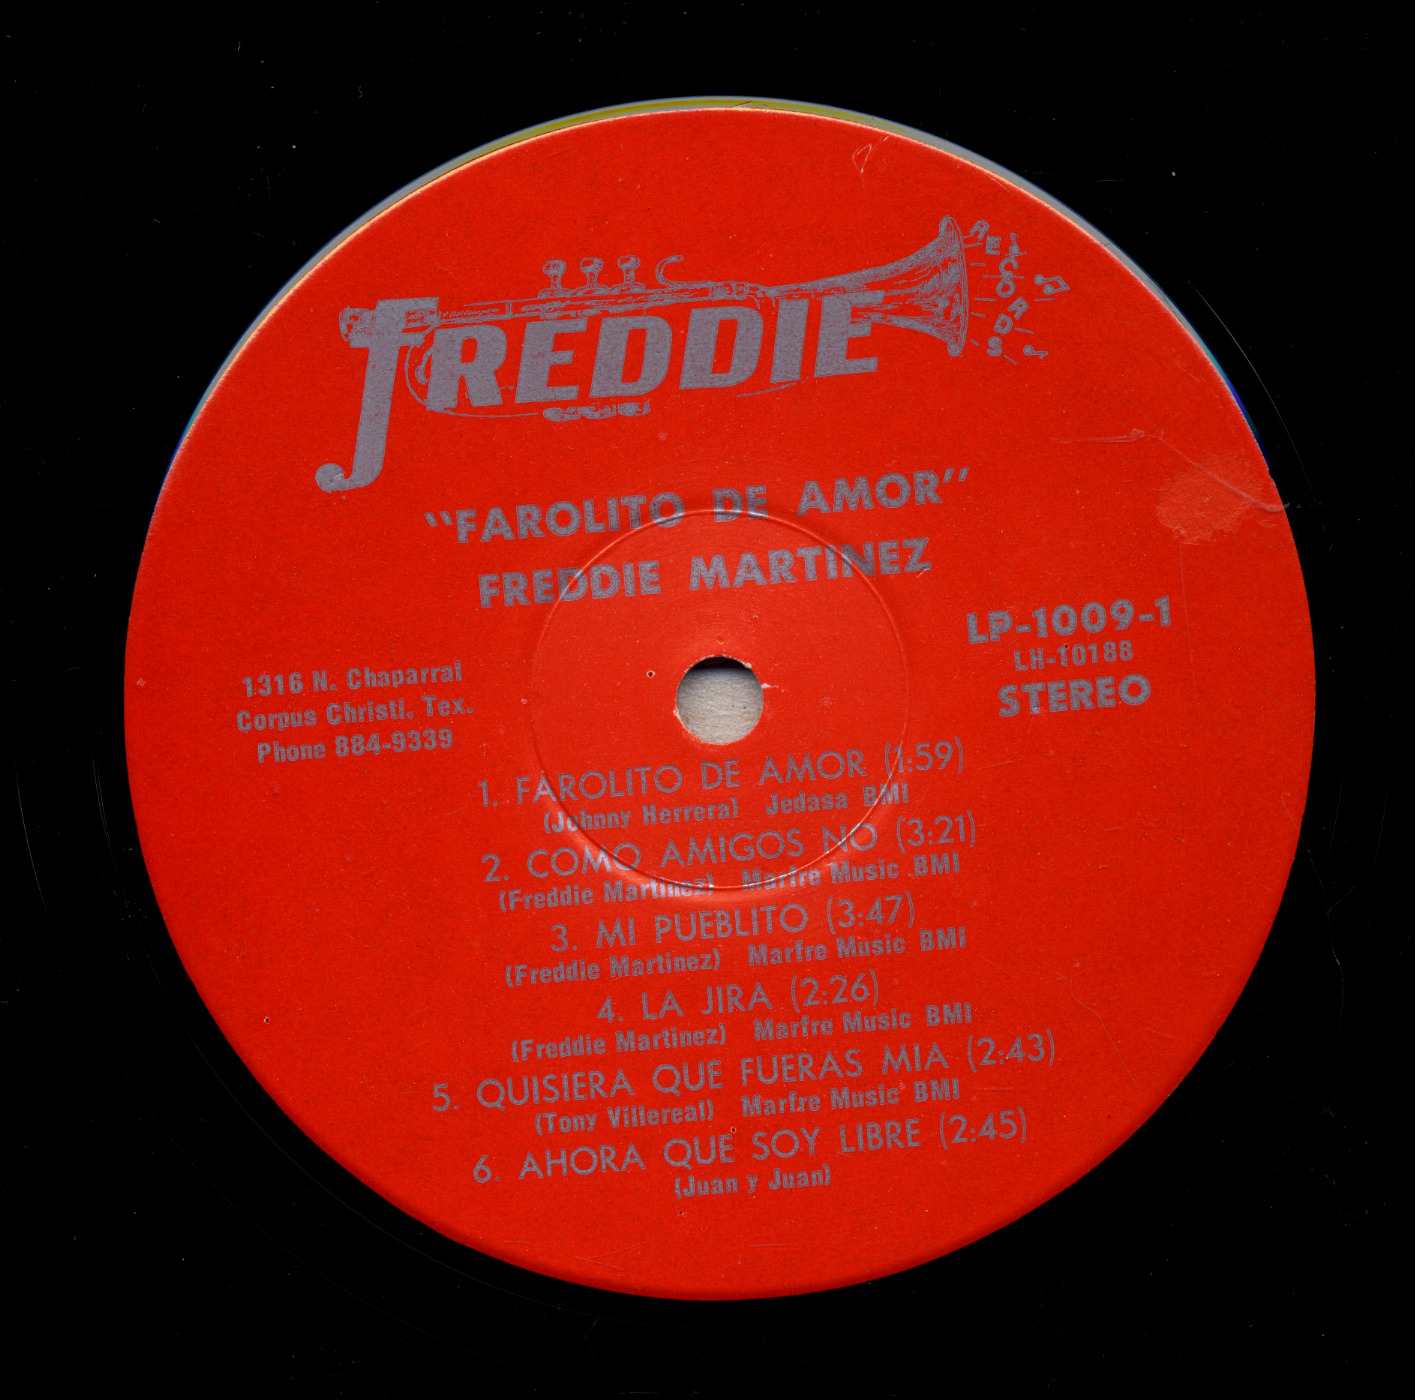 FREDDIE
RECORDS
"FAROLITO DE AMOR"
FREDDIE MARTINEZ
LP-1009-1
LH-10188
STEREO
1316 N. Chaparral
Corpus Christi, Tex.
Phone 884-9339
1. FAROLITO DE AMOR (1:59)
(Johnny Herrera) Jedasa BMI
2. COMO AMIGOS NO (3:21)
(Freddie Martinez) Marfre Music BMI
3. MI PUEBLITO (3:47)
(Freddie Martinez) Marfre Music BMI
4. LA JIRA (2:26)
(Freddie Martinez) Marfre Music BMI
5. QUISIERA QUE FUERAS MIA (2:43)
(Tony Villereal) Marfre Music BMI
6. AHORA QUE SOY LIBRE (2:45)
(Juan y Juan)